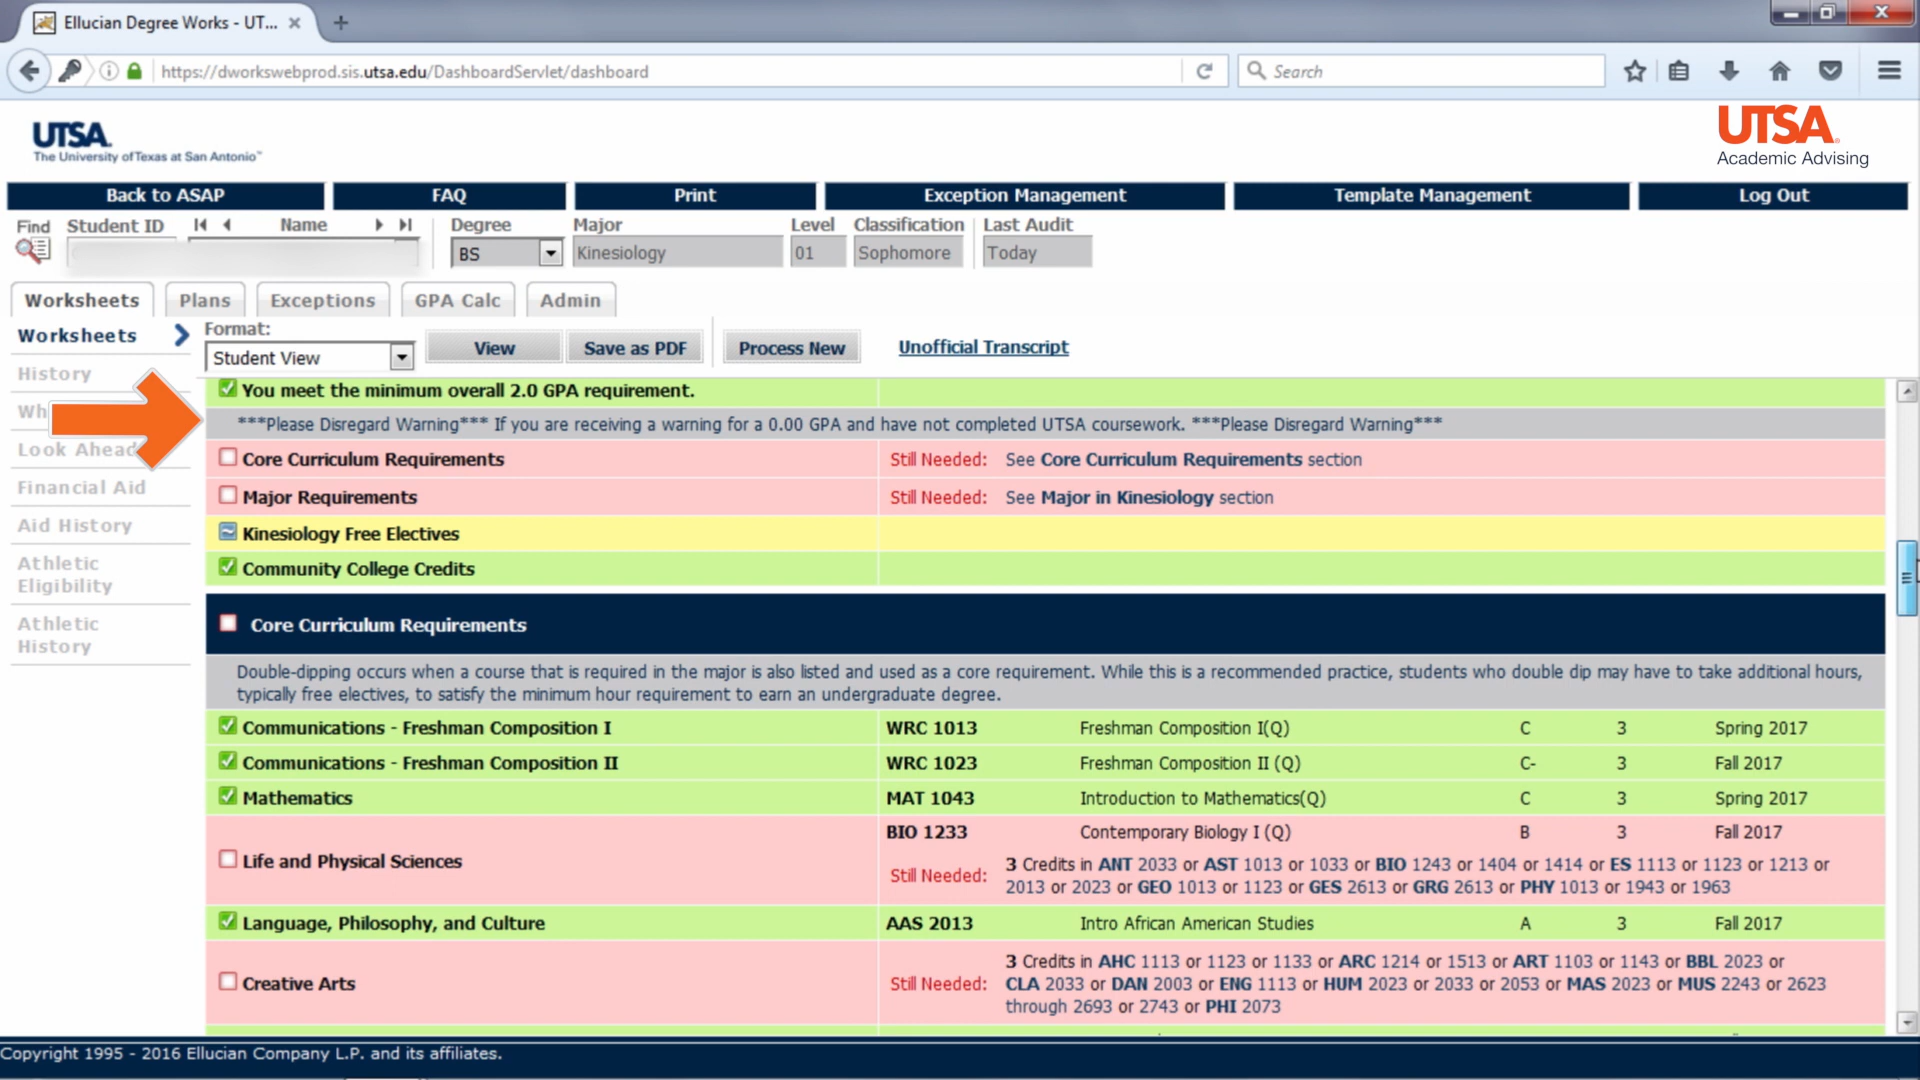 Ellucian Degree Works - UT...
https://dworkswebprod.sis.utsa.edu/DashboardServlet/dashboard
Search
UTSA
The University of Texas at San Antonio™
UTSA®
Academic Advising
Back to ASAP FAQ Print Exception Management Template Management Log Out
Find Student ID Name Degree Major Level Classification Last Audit
BS Kinesiology 01 Sophomore Today
Worksheets Plans Exceptions GPA Calc Admin
Worksheets
History
Wh
Look Ahead
Financial Aid
Aid History
Athletic
Eligibility
Athletic
History
Format:
Student View View Save as PDF Process New Unofficial Transcript
You meet the minimum overall 2.0 GPA requirement.
***Please Disregard Warning*** If you are receiving a warning for a 0.00 GPA and have not completed UTSA coursework. ***Please Disregard Warning***
Core Curriculum Requirements Still Needed: See Core Curriculum Requirements section
Major Requirements Still Needed: See Major in Kinesiology section
Kinesiology Free Electives
Community College Credits
Core Curriculum Requirements
Double-dipping occurs when a course that is required in the major is also listed and used as a core requirement. While this is a recommended practice, students who double dip may have to take additional hours,
typically free electives, to satisfy the minimum hour requirement to earn an undergraduate degree.
Communications - Freshman Composition I WRC 1013 Freshman Composition I(Q) C 3 Spring 2017
Communications - Freshman Composition II WRC 1023 Freshman Composition II (Q) C- 3 Fall 2017
Mathematics MAT 1043 Introduction to Mathematics(Q) C 3 Spring 2017
BIO 1233 Contemporary Biology I (Q) B 3 Fall 2017
Life and Physical Sciences
Still Needed: 3 Credits in ANT 2033 or AST 1013 or 1033 or BIO 1243 or 1404 or 1414 or ES 1113 or 1123 or 1213 or
2013 or 2023 or GEO 1013 or 1123 or GES 2613 or GRG 2613 or PHY 1013 or 1943 or 1963
Language, Philosophy, and Culture AAS 2013 Intro African American Studies A 3 Fall 2017
Creative Arts Still Needed: 3 Credits in AHC 1113 or 1123 or 1133 or ARC 1214 or 1513 or ART 1103 or 1143 or BBL 2023 or
CLA 2033 or DAN 2003 or ENG 1113 or HUM 2023 or 2033 or 2053 or MAS 2023 or MUS 2243 or 2623
through 2693 or 2743 or PHI 2073
Copyright 1995 - 2016 Ellucian Company L.P. and its affiliates.